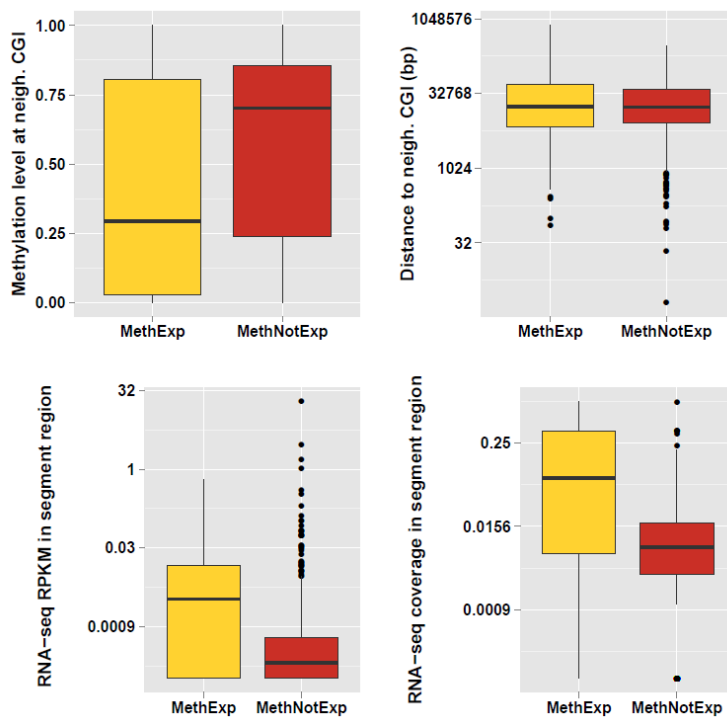 Methylation level at neigh. CGI
1.00
0.75
0.50
0.25
0.00
MethExp MethNotExp
Distance to neigh. CGI (bp)
1048576
32768
1024
32
MethExp MethNotExp
RNA−seq RPKM in segment region
32
1
0.03
0.0009
MethExp MethNotExp
RNA−seq coverage in segment region
0.25
0.0156
0.0009
MethExp MethNotExp